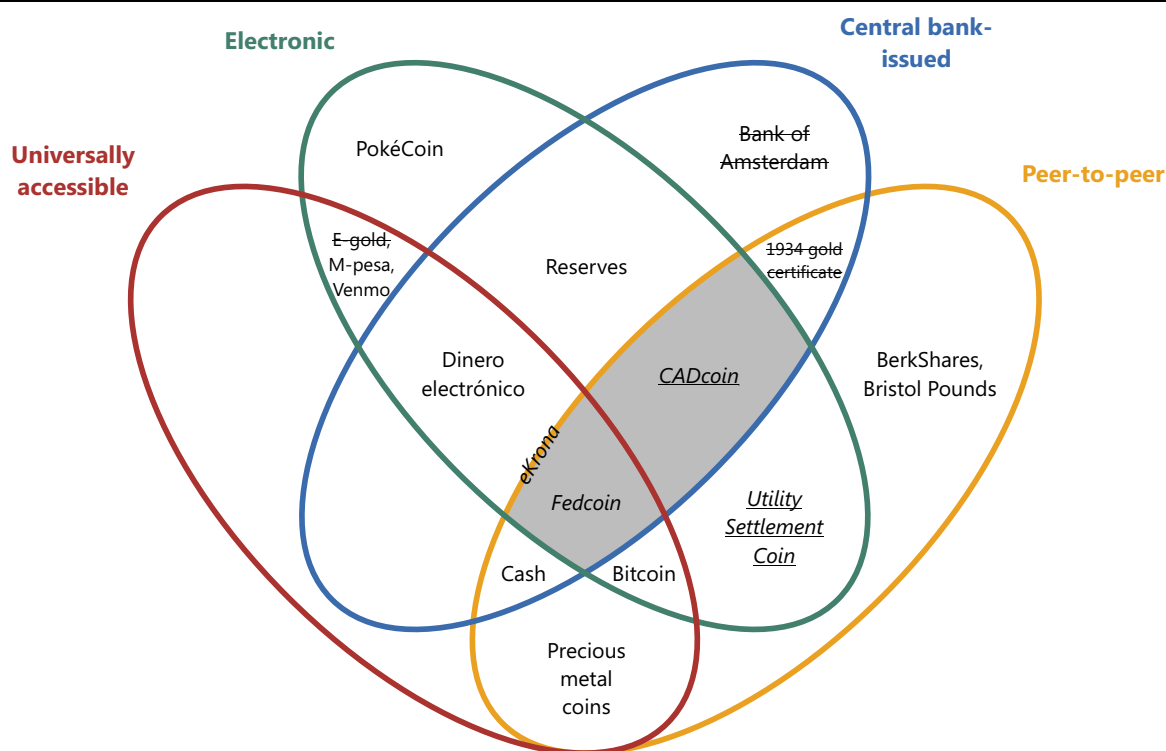 Electronic
Central bank-
issued
Universally
accessible
Peer-to-peer
PokéCoin
Bank of
Amsterdam
E-gold,
M-pesa,
Venmo
Reserves
1934 gold
certificate
Dinero
electrónico
CADcoin
BerkShares,
Bristol Pounds
eKrona
Fedcoin
Utility
Settlement
Coin
Cash
Bitcoin
Precious
metal
coins